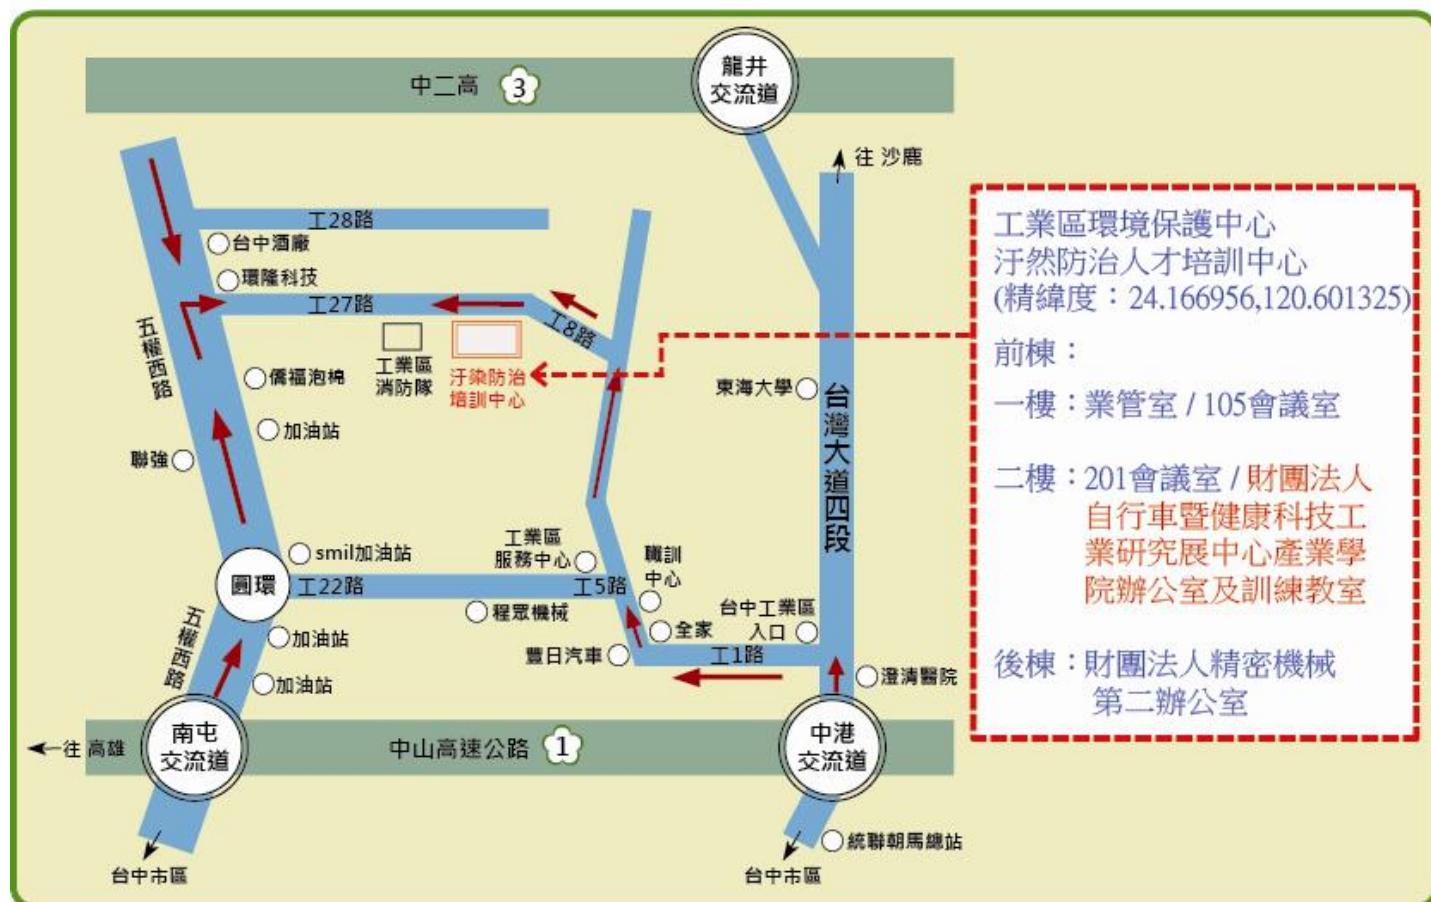 龍井
交流道
中二高 3
往 沙鹿
工28路
台中酒廠
環隆科技
工27路
工8路
五權西路
工業區
消防隊
汙染防治
培訓中心
僑福泡棉
加油站
聯強
東海大學
台灣大道四段
smil加油站
工業區
服務中心
職訓
中心
圓環
工22路
工5路
程眾機械
台中工業區
入口
全家
五權西路
加油站
豐日汽車
工1路
加油站
澄清醫院
往 高雄
南屯
交流道
中山高速公路 1
中港
交流道
統聯朝馬總站
台中市區
台中市區
工業區環境保護中心
汙然防治人才培訓中心
(精緯度：24.166956,120.601325)
前棟：
一樓：業管室 / 105會議室
二樓：201會議室 / 財團法人
自行車暨健康科技工
業研究展中心產業學
院辦公室及訓練教室
後棟：財團法人精密機械
第二辦公室